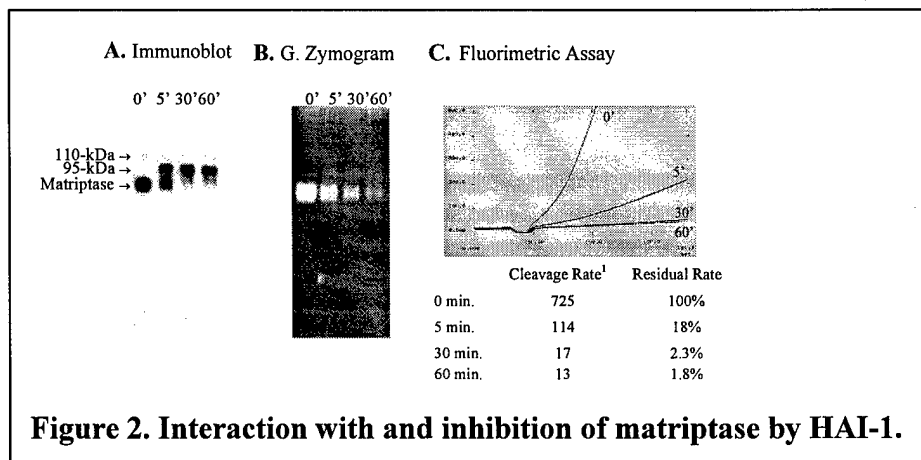 A. Immunoblot
0' 5' 30' 60'
110-kDa →
95-kDa →
Matriptase →
B. G. Zymogram
0' 5' 30' 60'
C. Fluorimetric Assay
0'
5'
30'
60'
Cleavage Rate¹ Residual Rate
0 min. 725 100%
5 min. 114 18%
30 min. 17 2.3%
60 min. 13 1.8%
Figure 2. Interaction with and inhibition of matriptase by HAI-1.